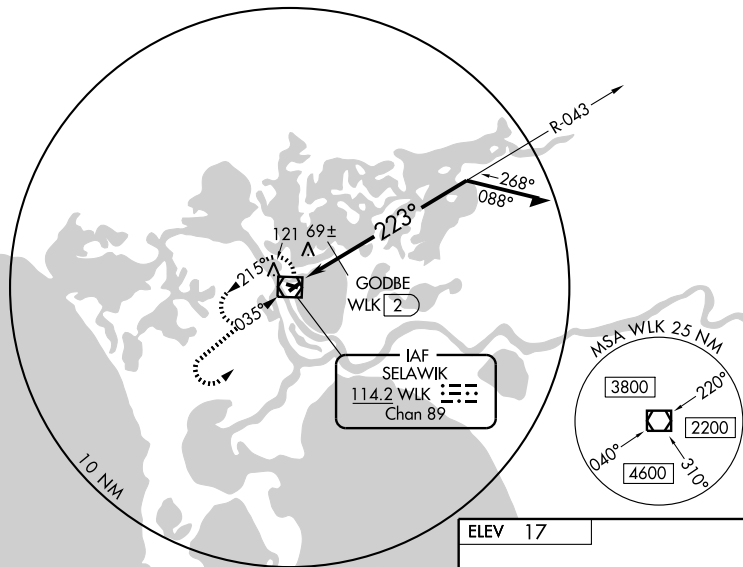 R-043
268°
088°
223°
121
69±
215°
035°
GODBE
WLK 2
IAF
SELAWIK
114.2 WLK
Chan 89
10 NM
MSA WLK 25 NM
3800
220°
2200
040°
4600
310°
ELEV 17